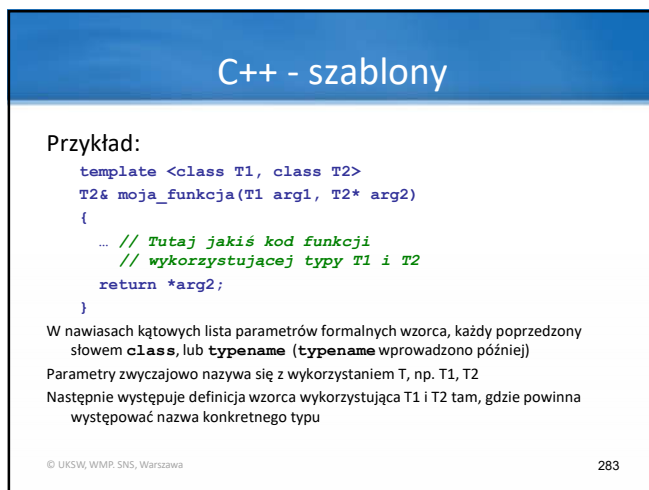 C++ - szablony
Przykład:
template <class T1, class T2>
T2& moja_funkcja(T1 arg1, T2* arg2)
{
… // Tutaj jakiś kod funkcji
// wykorzystującej typy T1 i T2
return *arg2;
}
W nawiasach kątowych lista parametrów formalnych wzorca, każdy poprzedzony
słowem class, lub typename (typename wprowadzono później)
Parametry zwyczajowo nazywa się z wykorzystaniem T, np. T1, T2
Następnie występuje definicja wzorca wykorzystująca T1 i T2 tam, gdzie powinna
występować nazwa konkretnego typu
© UKSW, WMP. SNS, Warszawa
283